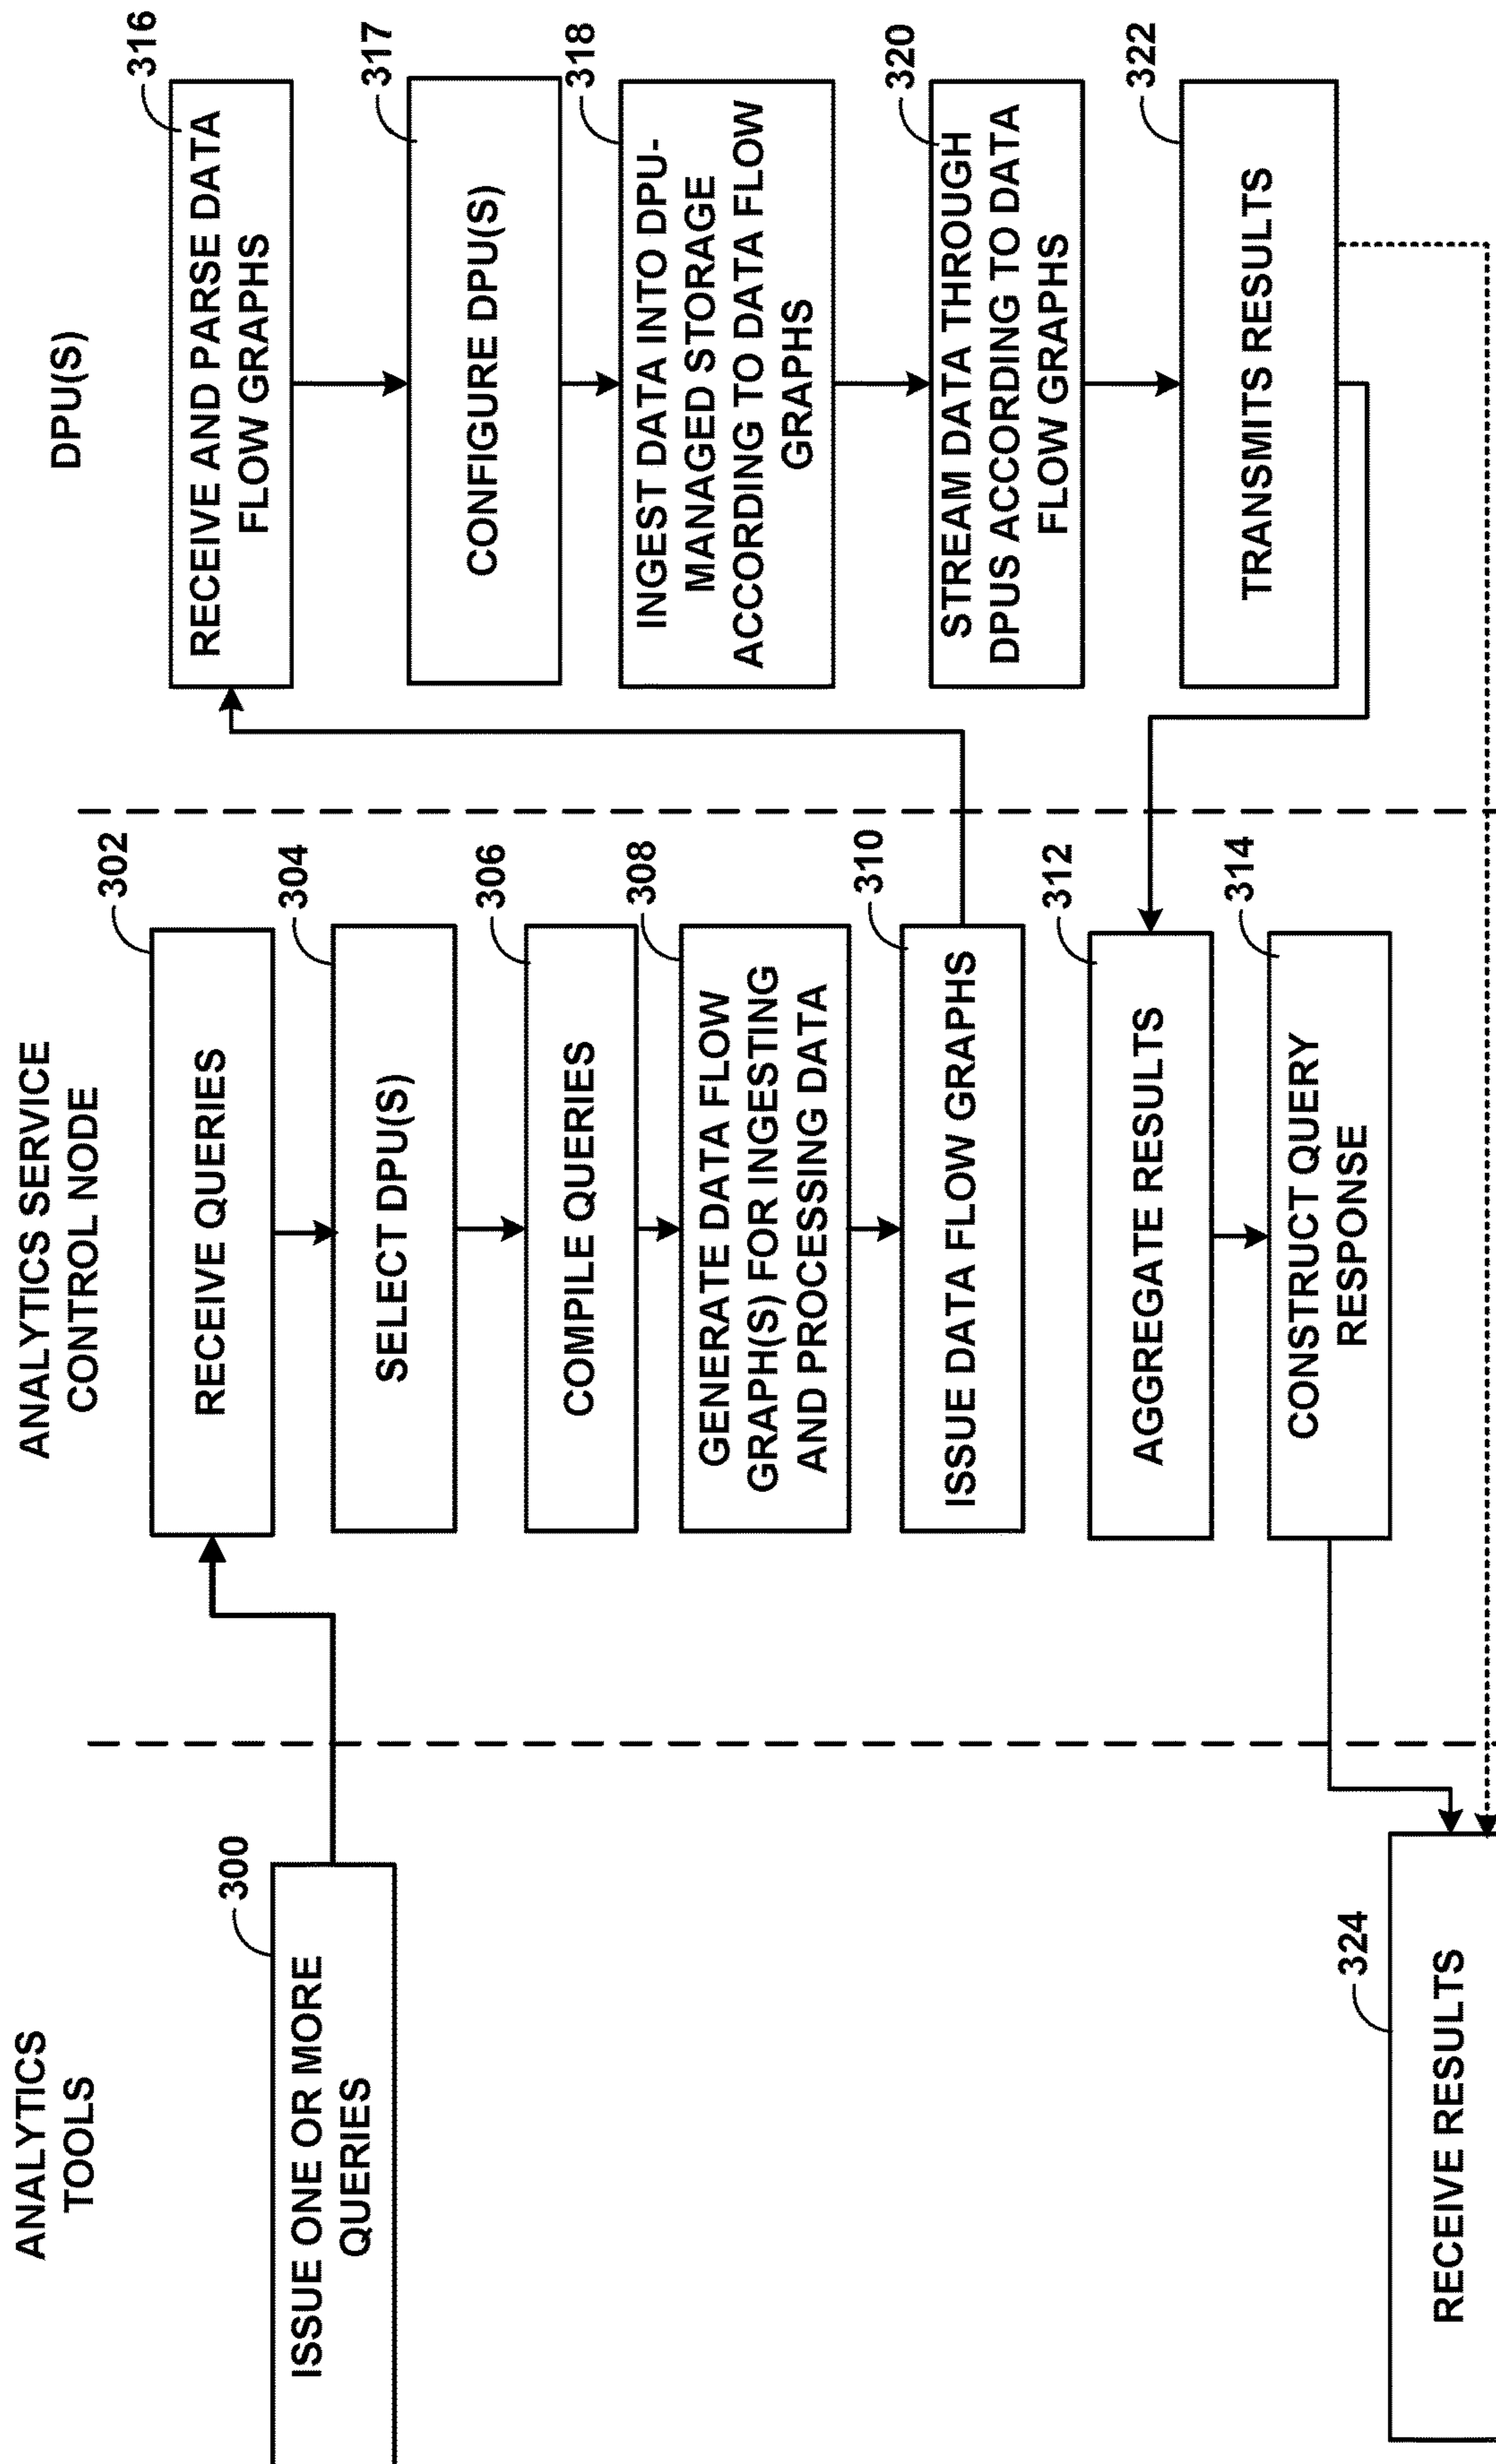 ANALYTICS
TOOLS
300
ISSUE ONE OR MORE
QUERIES
324
RECEIVE RESULTS
ANALYTICS SERVICE
CONTROL NODE
302
RECEIVE QUERIES
304
SELECT DPU(S)
306
COMPILE QUERIES
308
GENERATE DATA FLOW
GRAPH(S) FOR INGESTING
AND PROCESSING DATA
310
ISSUE DATA FLOW GRAPHS
312
AGGREGATE RESULTS
314
CONSTRUCT QUERY
RESPONSE
DPU(S)
316
RECEIVE AND PARSE DATA
FLOW GRAPHS
317
CONFIGURE DPU(S)
318
INGEST DATA INTO DPU-
MANAGED STORAGE
ACCORDING TO DATA FLOW
GRAPHS
320
STREAM DATA THROUGH
DPUS ACCORDING TO DATA
FLOW GRAPHS
322
TRANSMITS RESULTS